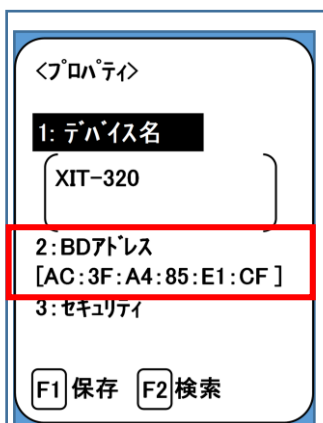 <ﾌﾟﾛﾊﾟﾃｨ>
1: ﾃﾞﾊﾞｲｽ名
XIT-320
2:BDｱﾄﾞﾚｽ
[AC:3F:A4:85:E1:CF ]
3:ｾｷｭﾘﾃｨ
F1 保存 F2 検索